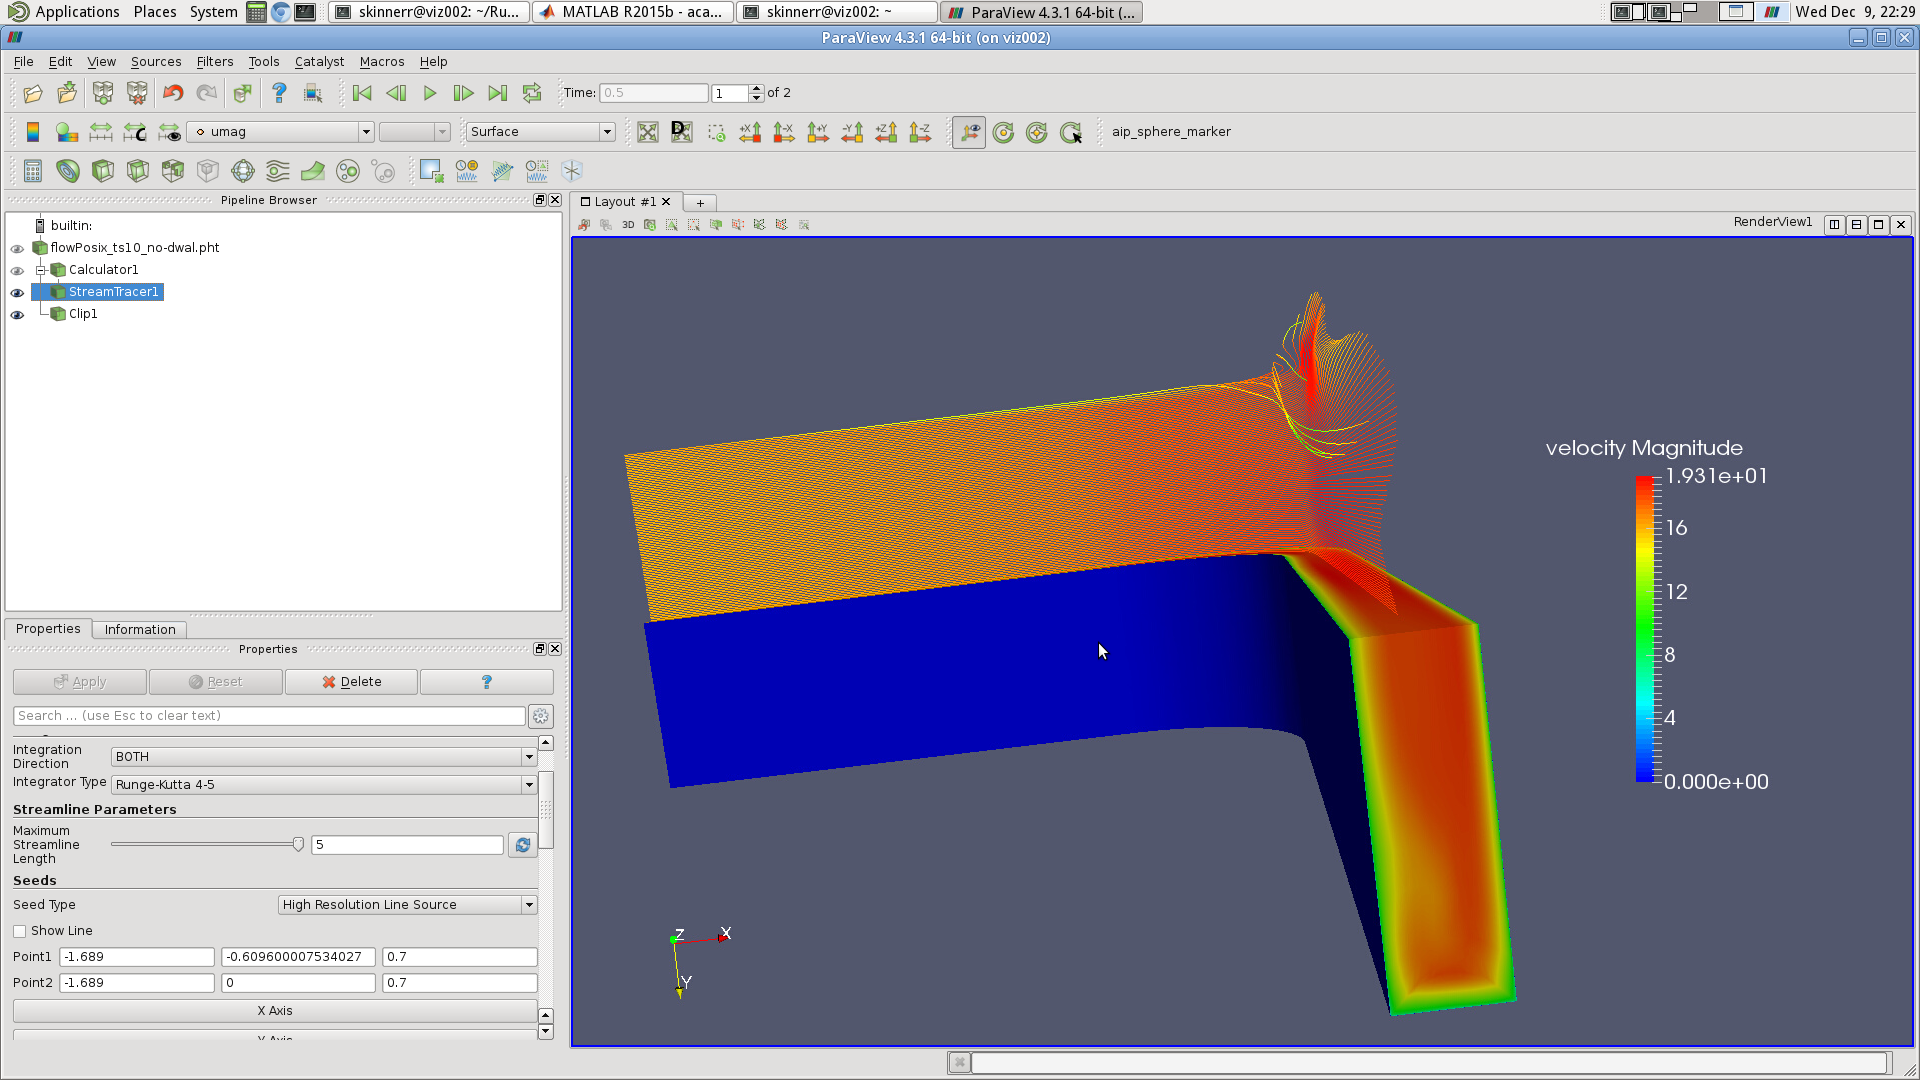 Applications Places System skinnerr@viz002: ~/Ru... MATLAB R2015b - aca... skinnerr@viz002: ~ ParaView 4.3.1 64-bit (... Wed Dec 9, 22:29
ParaView 4.3.1 64-bit (on viz002)
File Edit View Sources Filters Tools Catalyst Macros Help
Time: 0.5 1 of 2
umag Surface D +X -X +Y -Y +Z -Z aip_sphere_marker
Pipeline Browser
Layout #1
builtin:
3D RenderView1
flowPosix_ts10_no-dwal.pht
Calculator1
StreamTracer1
Clip1
velocity Magnitude
1.931e+01
16
12
8
4
0.000e+00
Z X
Y
Properties Information
Properties
Apply Reset Delete ?
Search ... (use Esc to clear text)
Integration Direction BOTH
Integrator Type Runge-Kutta 4-5
Streamline Parameters
Maximum
Streamline 5
Length
Seeds
Seed Type High Resolution Line Source
Show Line
Point1 -1.689 -0.609600007534027 0.7
Point2 -1.689 0 0.7
X Axis
Y Axis